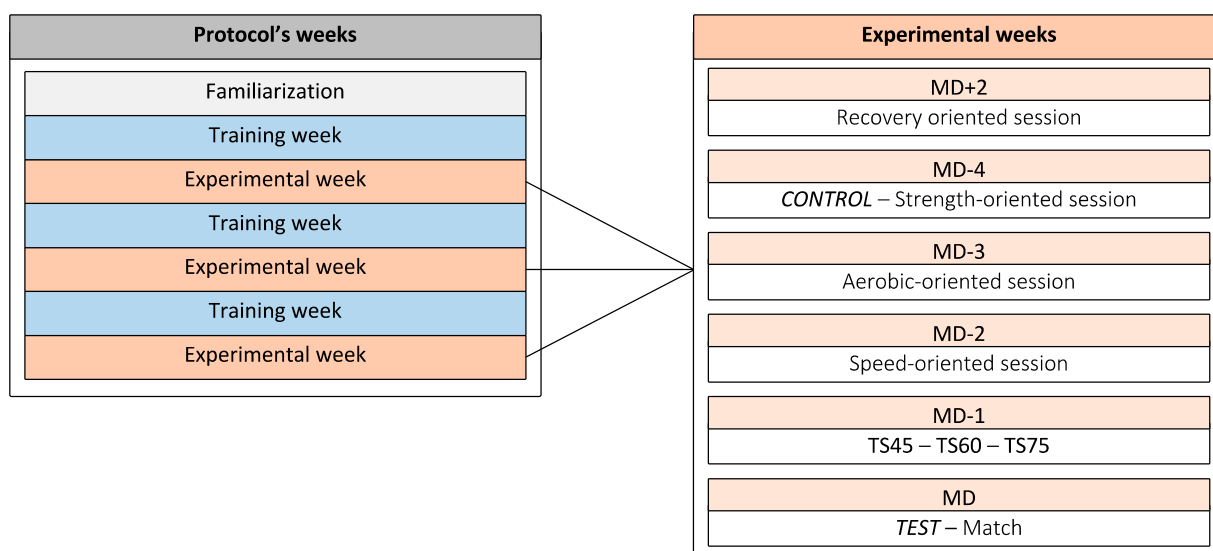 Protocol's weeks
Familiarization
Training week
Experimental week
Training week
Experimental week
Training week
Experimental week
Experimental weeks
MD+2
Recovery oriented session
MD-4
CONTROL – Strength-oriented session
MD-3
Aerobic-oriented session
MD-2
Speed-oriented session
MD-1
TS45 – TS60 – TS75
MD
TEST – Match